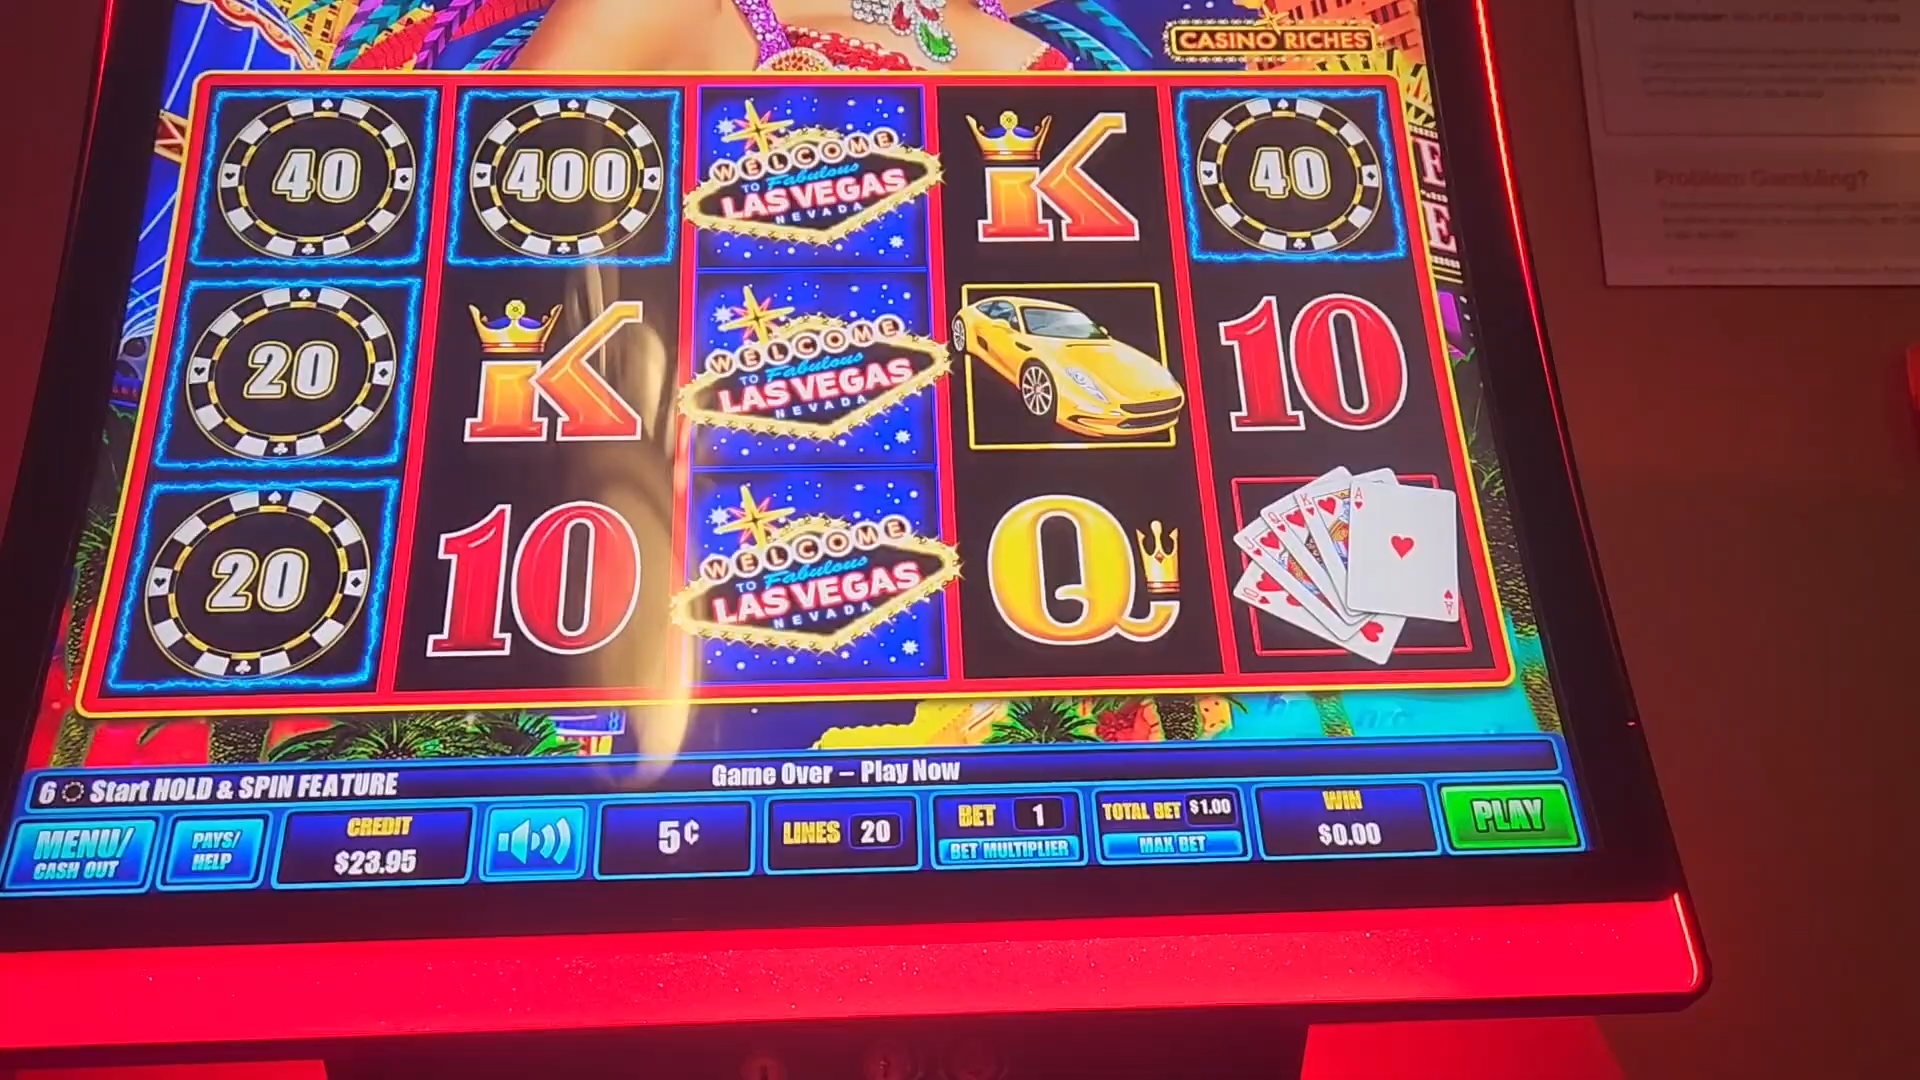 CASINO RICHES
40
400
WELCOME
TO Fabulous
LAS VEGAS
NEVADA
K
40
20
K
WELCOME
TO Fabulous
LAS VEGAS
NEVADA
10
20
10
WELCOME
TO Fabulous
LAS VEGAS
NEVADA
Q
10 J Q K A
A
E
E
Problem Gambling?
6 Start HOLD & SPIN FEATURE
Game Over – Play Now
MENU/
CASH OUT
PAYS/
HELP
CREDIT
$23.95
5¢
LINES 20
BET 1
BET MULTIPLIER
TOTAL BET $1.00
MAX BET
WIN
$0.00
PLAY